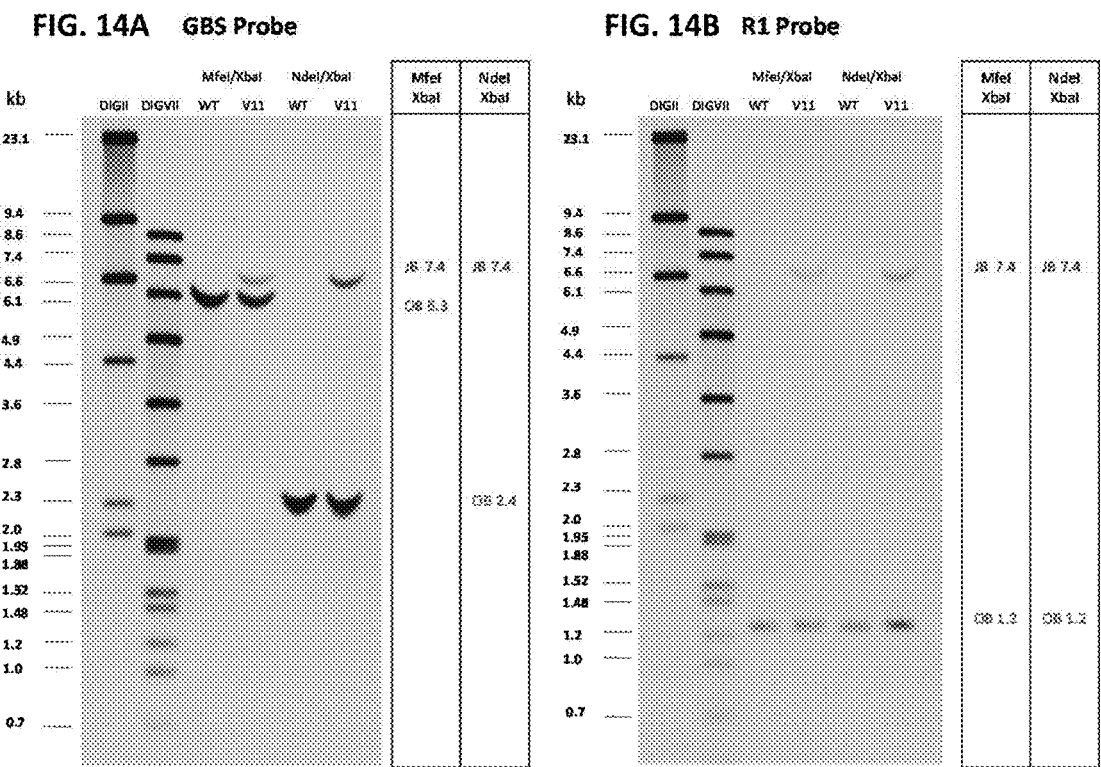 FIG. 14A GBS Probe
MfeI/XbaI NdeI/XbaI
kb DIGII DIGVII WT V11 WT V11
MfeI XbaI
NdeI XbaI
23.1
9.4
8.6
7.4
6.6
6.1
4.9
4.4
3.6
2.8
2.3
2.0
1.95
1.88
1.52
1.48
1.2
1.0
0.7
JB 7.4 JB 7.4
OB 5.3
OB 2.4
FIG. 14B R1 Probe
MfeI/XbaI NdeI/XbaI
kb DIGII DIGVII WT V11 WT V11
MfeI XbaI
NdeI XbaI
23.1
9.4
8.6
7.4
6.6
6.1
4.9
4.4
3.6
2.8
2.3
2.0
1.95
1.88
1.52
1.48
1.2
1.0
0.7
JB 7.4 JB 7.4
OB 1.2 OB 1.2